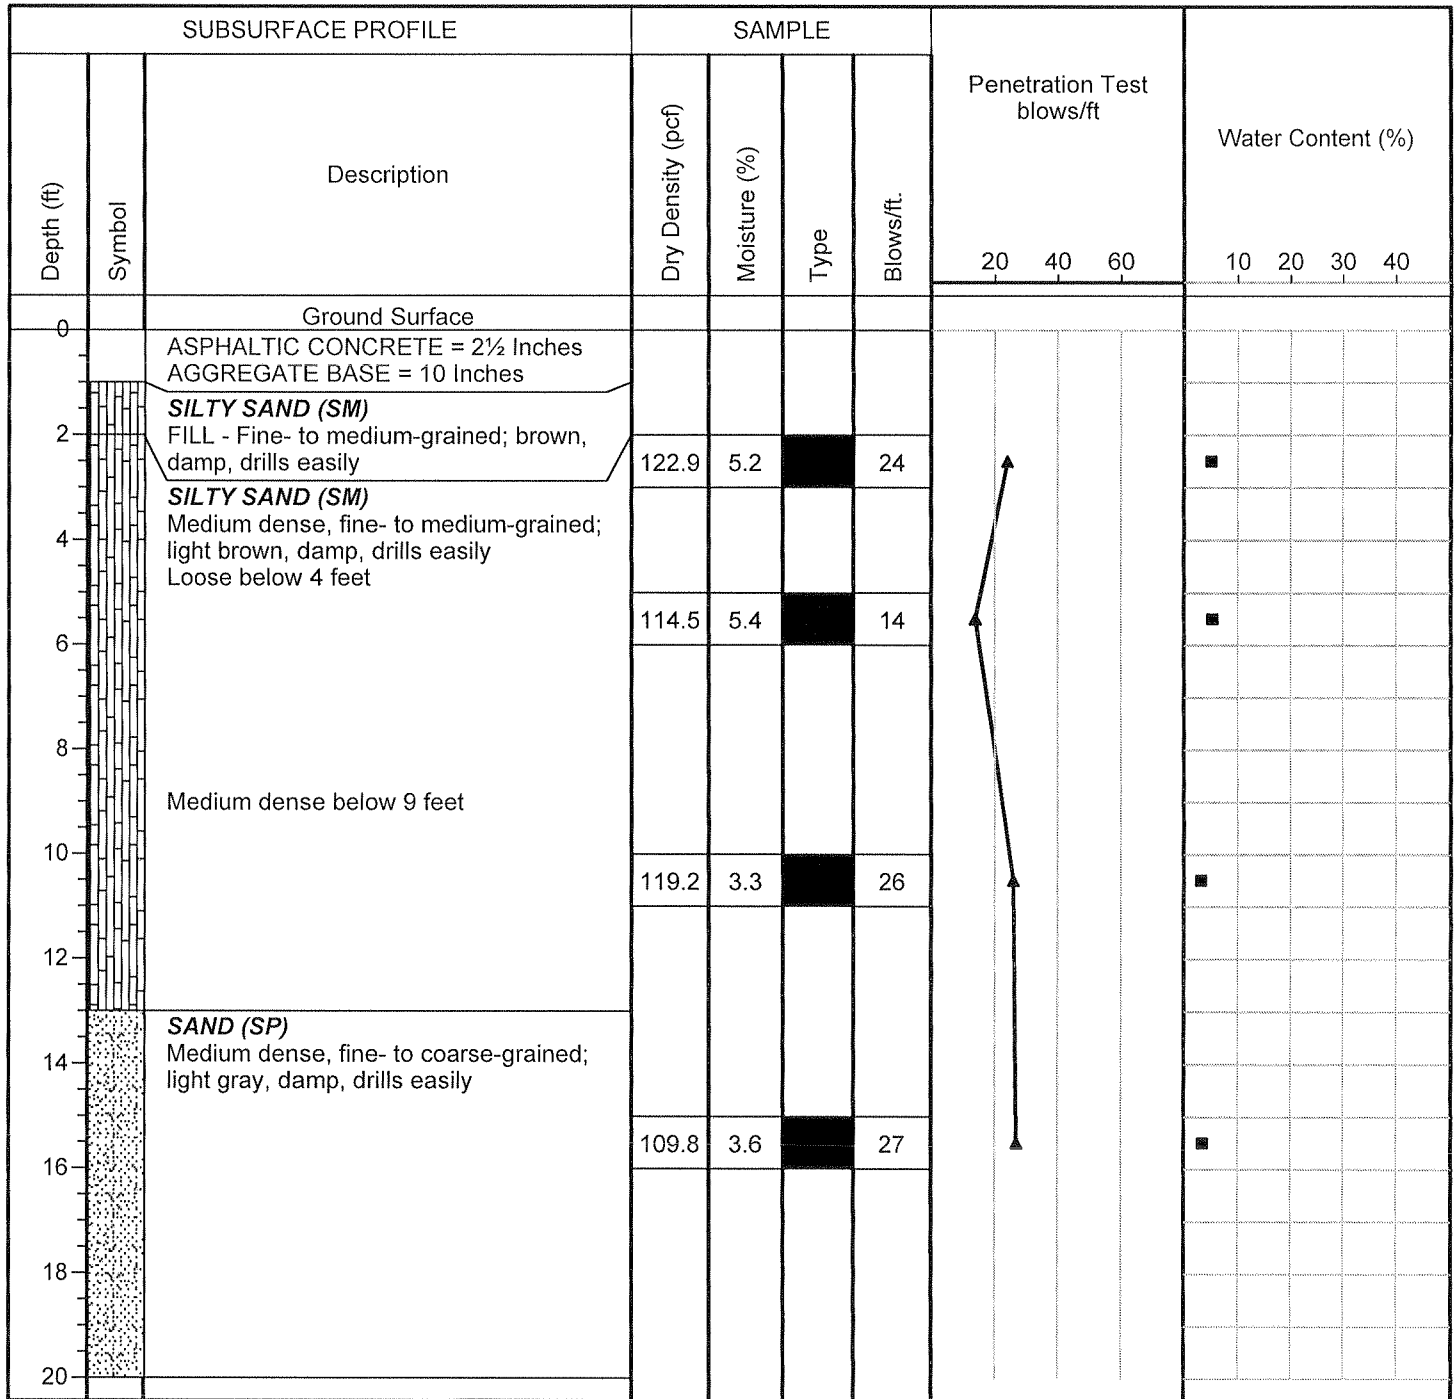 SUBSURFACE PROFILE
SAMPLE
Depth (ft)
Symbol
Description
Dry Density (pcf)
Moisture (%)
Type
Blows/ft.
Penetration Test
blows/ft
20 40 60
Water Content (%)
10 20 30 40
Ground Surface
0
ASPHALTIC CONCRETE = 2½ Inches
AGGREGATE BASE = 10 Inches
SILTY SAND (SM)
2
FILL - Fine- to medium-grained; brown,
damp, drills easily
122.9 5.2 24
SILTY SAND (SM)
Medium dense, fine- to medium-grained;
4
light brown, damp, drills easily
Loose below 4 feet
114.5 5.4 14
6
8
Medium dense below 9 feet
10
119.2 3.3 26
12
SAND (SP)
Medium dense, fine- to coarse-grained;
14
light gray, damp, drills easily
109.8 3.6 27
16
18
20